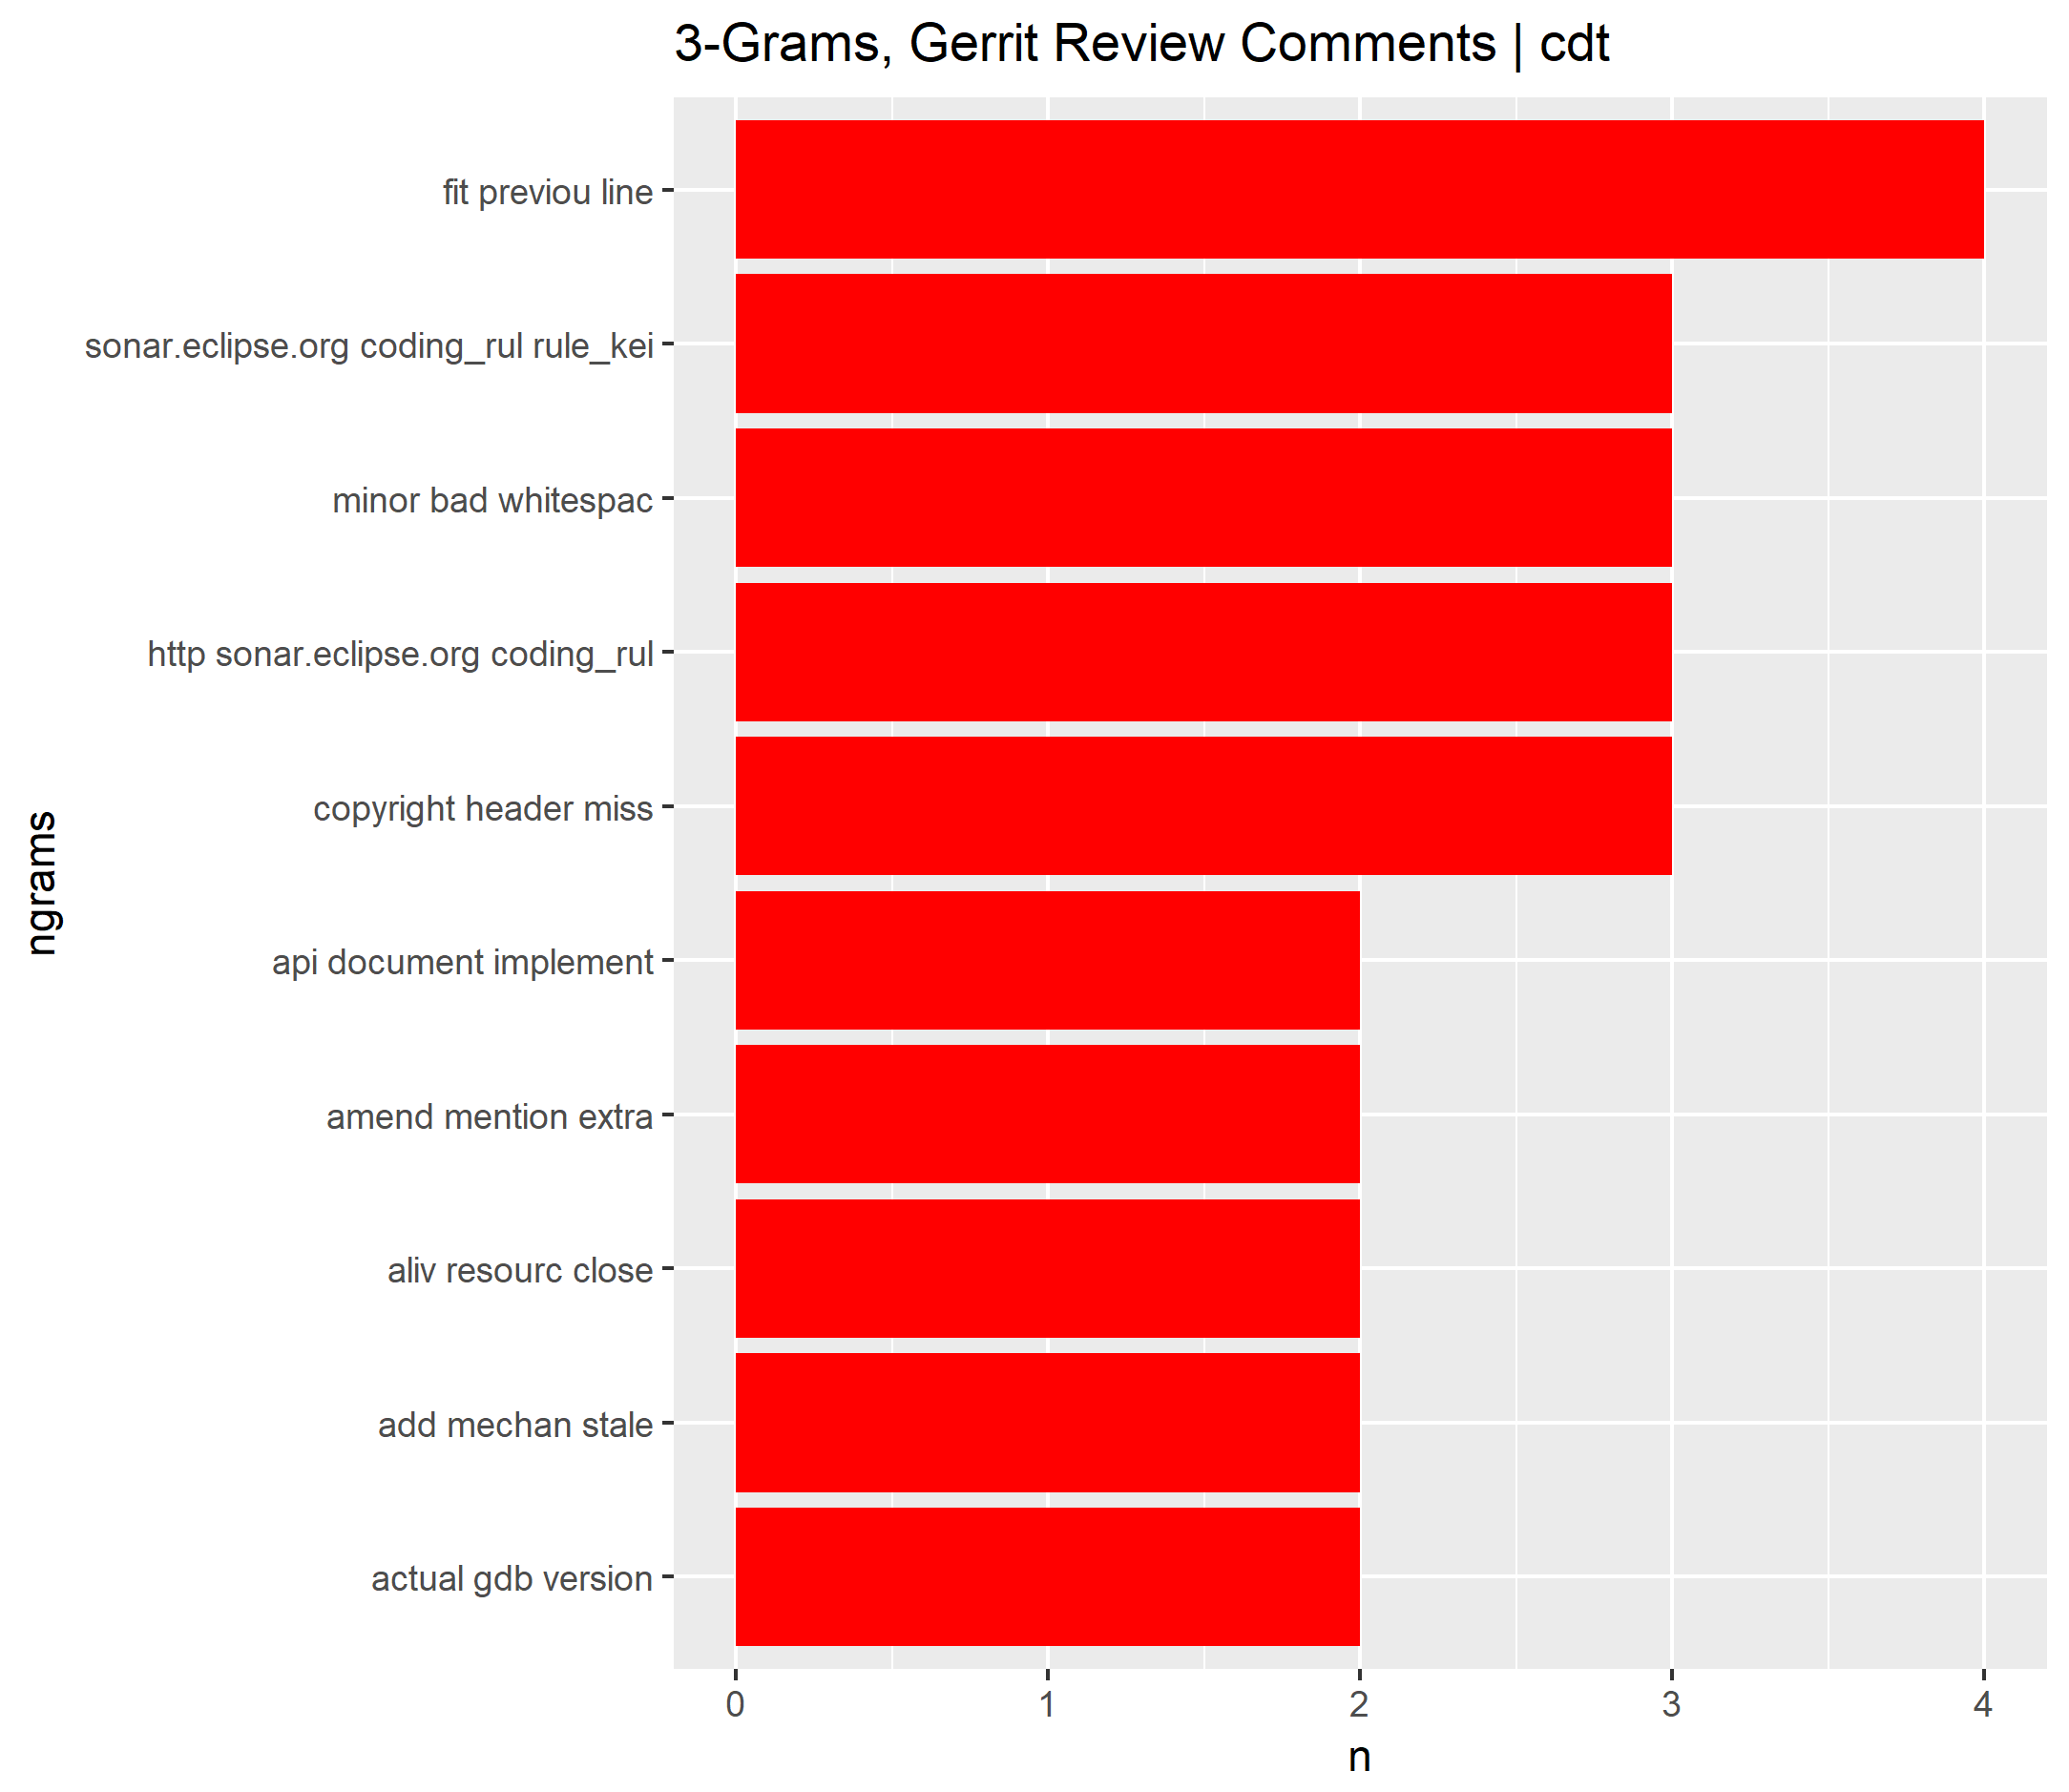 3-Grams, Gerrit Review Comments | cdt
fit previou line
sonar.eclipse.org coding_rul rule_kei
minor bad whitespac
http sonar.eclipse.org coding_rul
copyright header miss
api document implement
amend mention extra
aliv resourc close
add mechan stale
actual gdb version
ngrams
0 1 2 3 4
n